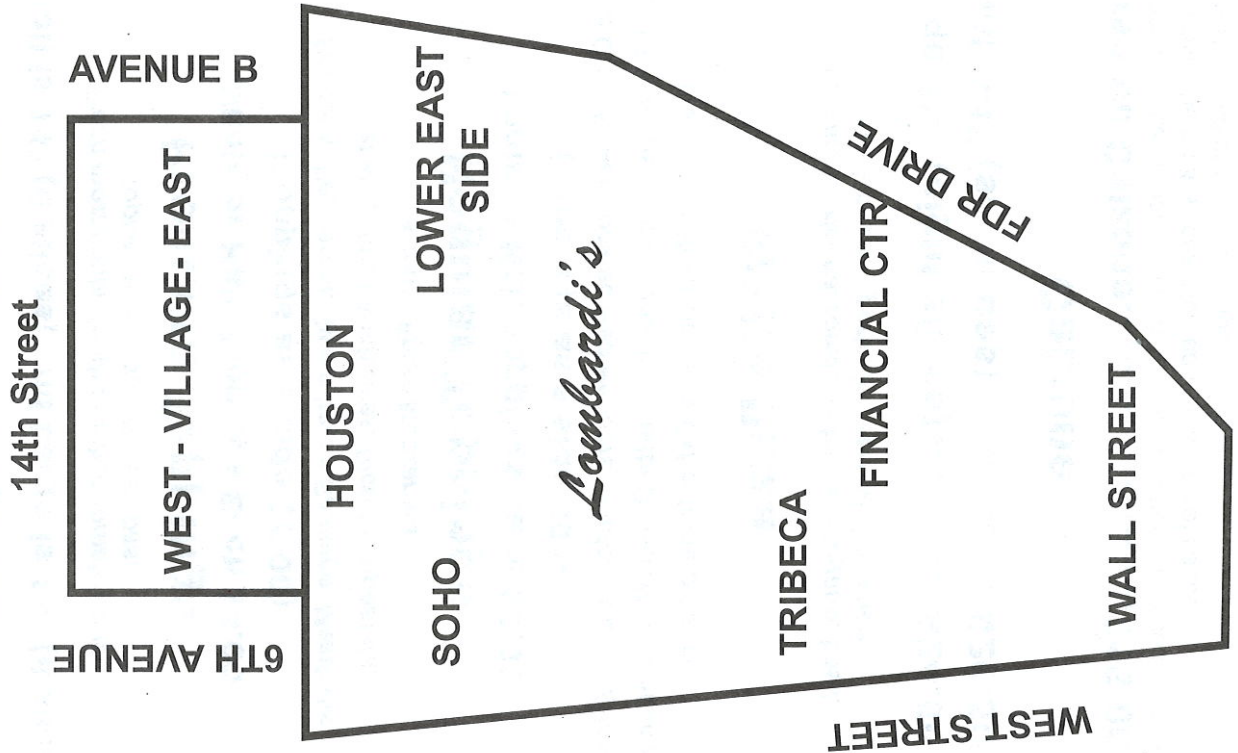 14th Street
AVENUE B
WEST - VILLAGE- EAST
6TH AVENUE
HOUSTON
SOHO
LOWER EAST
SIDE
Lombardi's
FDR DRIVE
TRIBECA
FINANCIAL CTR
WALL STREET
WEST STREET